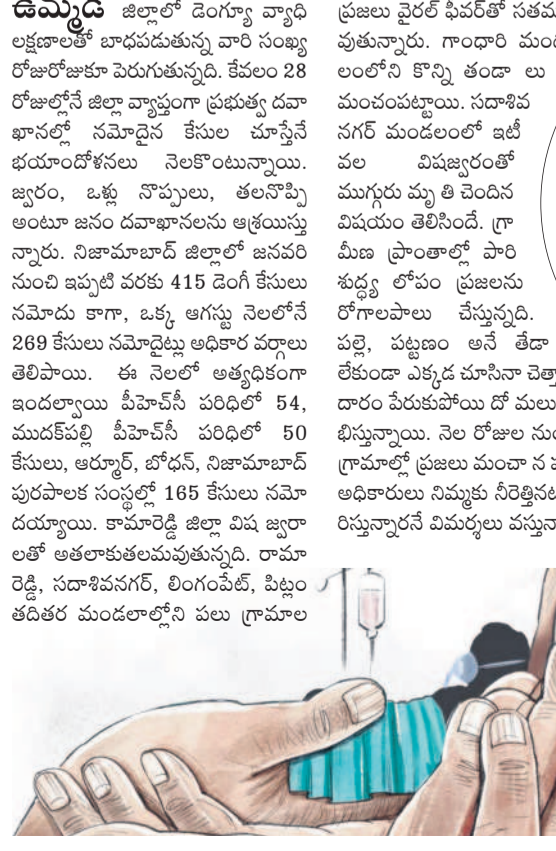 ఉమ్మడి జిల్లాలో డెంగ్యూ వ్యాధి
లక్షణాలతో బాధపడుతున్న వారి సంఖ్య
రోజురోజుకూ పెరుగుతున్నది. కేవలం 28
రోజుల్లోనే జిల్లా వ్యాప్తంగా ప్రభుత్వ దవా
ఖానల్లో నమోదైన కేసుల చూస్తేనే
భయాందోళనలు నెలకొంటున్నాయి.
జ్వరం, ఒళ్లు నొప్పులు, తలనొప్పి
అంటూ జనం దవాఖానలను ఆశ్రయిస్తు
న్నారు. నిజామాబాద్ జిల్లాలో జనవరి
నుంచి ఇప్పటి వరకు 415 డెంగీ కేసులు
నమోదు కాగా, ఒక్క ఆగస్టు నెలలోనే
269 కేసులు నమోదైట్లు అధికార వర్గాలు
తెలిపాయి. ఈ నెలలో అత్యధికంగా
ఇందల్వాయి పీహెచ్‌సీ పరిధిలో 54,
ముదక్‌పల్లి పీహెచ్‌సీ పరిధిలో 50
కేసులు, ఆర్మూర్, బోధన్, నిజామాబాద్
పురపాలక సంస్థల్లో 165 కేసులు నమో
దయ్యాయి. కామారెడ్డి జిల్లా విష జ్వరా
లతో అతలాకుతలమవుతున్నది. రామా
రెడ్డి, సదాశివనగర్, లింగంపేట్, పిట్లం
తదితర మండలాల్లోని పలు గ్రామాల
ప్రజలు వైరల్ ఫీవర్‌తో సతమ
వుతున్నారు. గాంధారి
లంలోని కొన్ని తండా లు
మంచంపట్టాయి. సదాశివ
నగర్ మండలంలో ఇటీ
వల విషజ్వరంతో
ముగ్గురు మృ తి చెందిన
విషయం తెలిసిందే. గ్రా
మీణ ప్రాంతాల్లో పారి
శుద్ధ్య లోపం ప్రజలను
రోగాలపాలు చేస్తున్నది.
పల్లె, పట్టణం అనే తేడా
లేకుండా ఎక్కడ చూసినా
దారం పేరుకుపోయి దో మలు
భిస్తున్నాయి. నెల రోజుల
గ్రామాల్లో ప్రజలు మంచా న
అధికారులు నిమ్మకు
రిస్తున్నారనే విమర్శలు